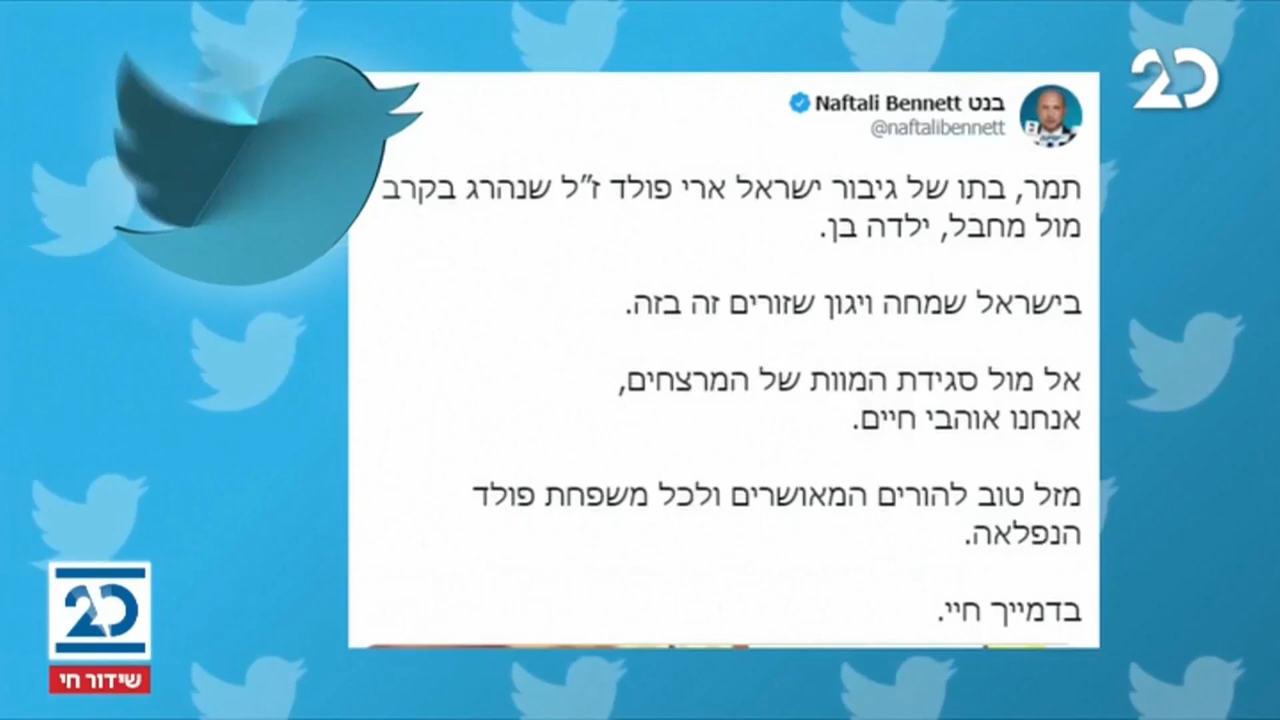 20
Naftali Bennett בנט
@naftalibennett
תמר, בתו של גיבור ישראל ארי פולד ז"ל שנהרג בקרב
מול מחבל, ילדה בן.
בישראל שמחה ויגון שזורים זה בזה.
אל מול סגידת המוות של המרצחים,
אנחנו אוהבי חיים.
מזל טוב להורים המאושרים ולכל משפחת פולד
הנפלאה.
בדמייך חיי.
20
שידור חי